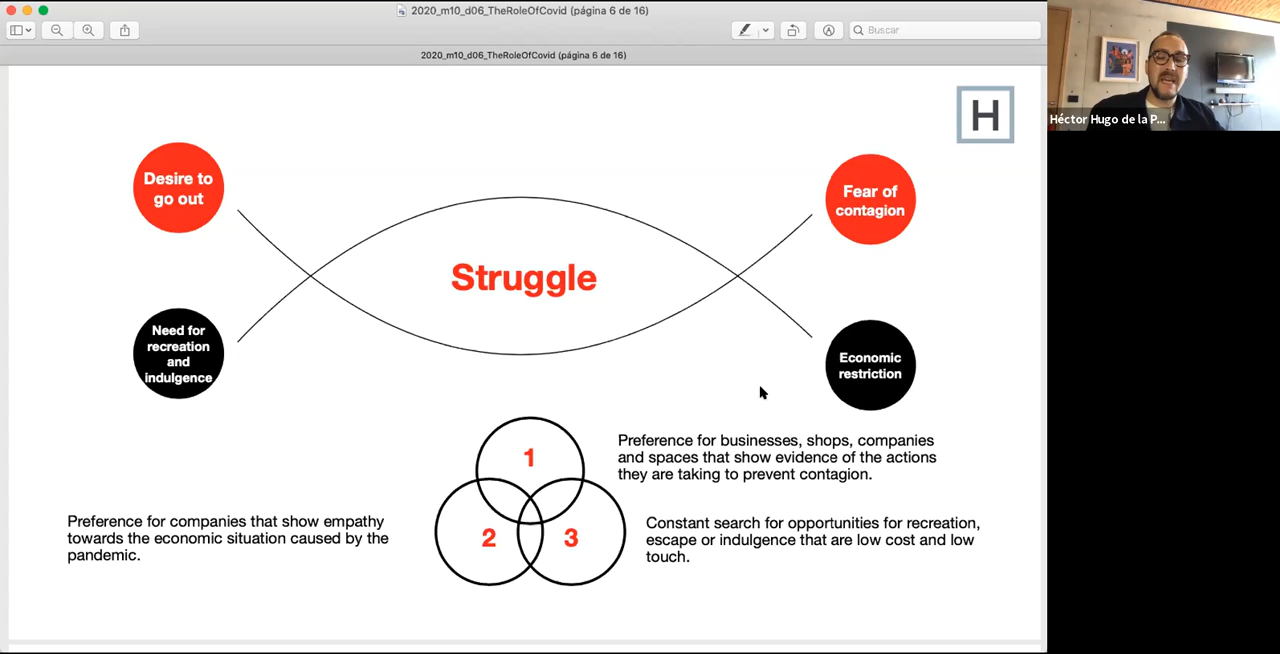 2020_m10_d06_TheRoleOfCovid (página 6 de 16)
Buscar
2020_m10_d06_TheRoleOfCovid (página 6 de 16)
H
Héctor Hugo de la P...
Desire to
go out
Fear of
contagion
Struggle
Need for
recreation
and
indulgence
Economic
restriction
1
Preference for businesses, shops, companies
and spaces that show evidence of the actions
they are taking to prevent contagion.
Preference for companies that show empathy
towards the economic situation caused by the
pandemic.
2
3
Constant search for opportunities for recreation,
escape or indulgence that are low cost and low
touch.